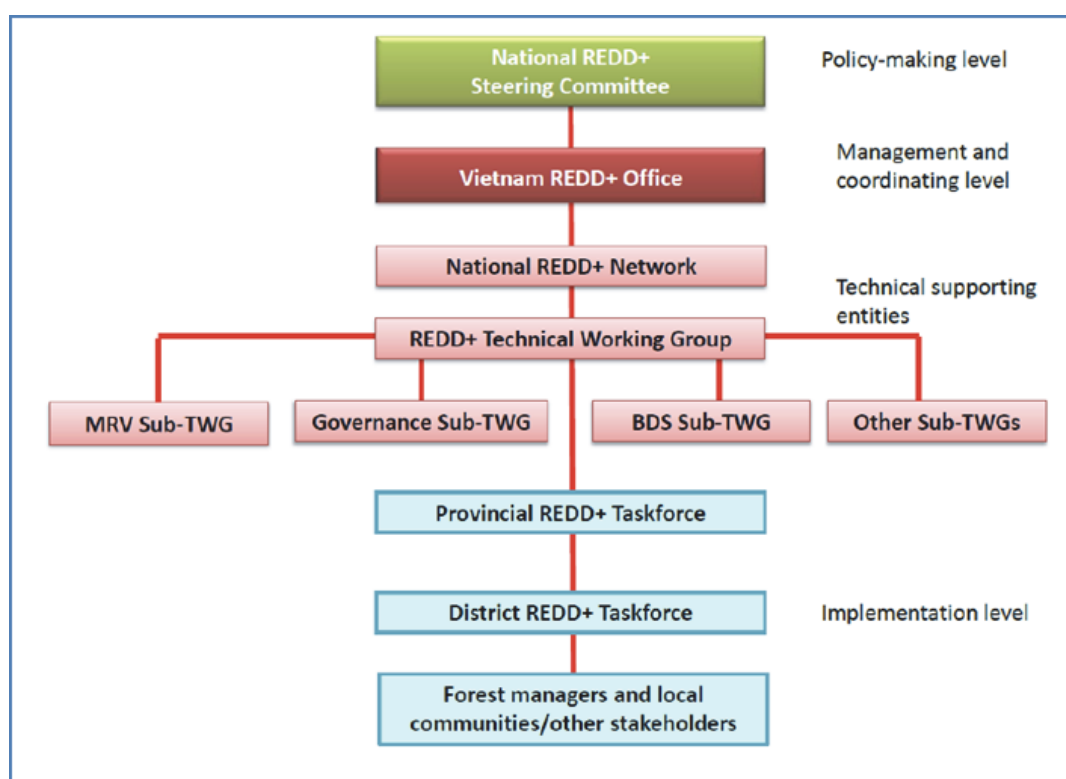 National REDD+
Steering Committee
Policy-making level
Vietnam REDD+ Office
Management and
coordinating level
National REDD+ Network
Technical supporting
entities
REDD+ Technical Working Group
MRV Sub-TWG
Governance Sub-TWG
BDS Sub-TWG
Other Sub-TWGs
Provincial REDD+ Taskforce
District REDD+ Taskforce
Implementation level
Forest managers and local
communities/other stakeholders